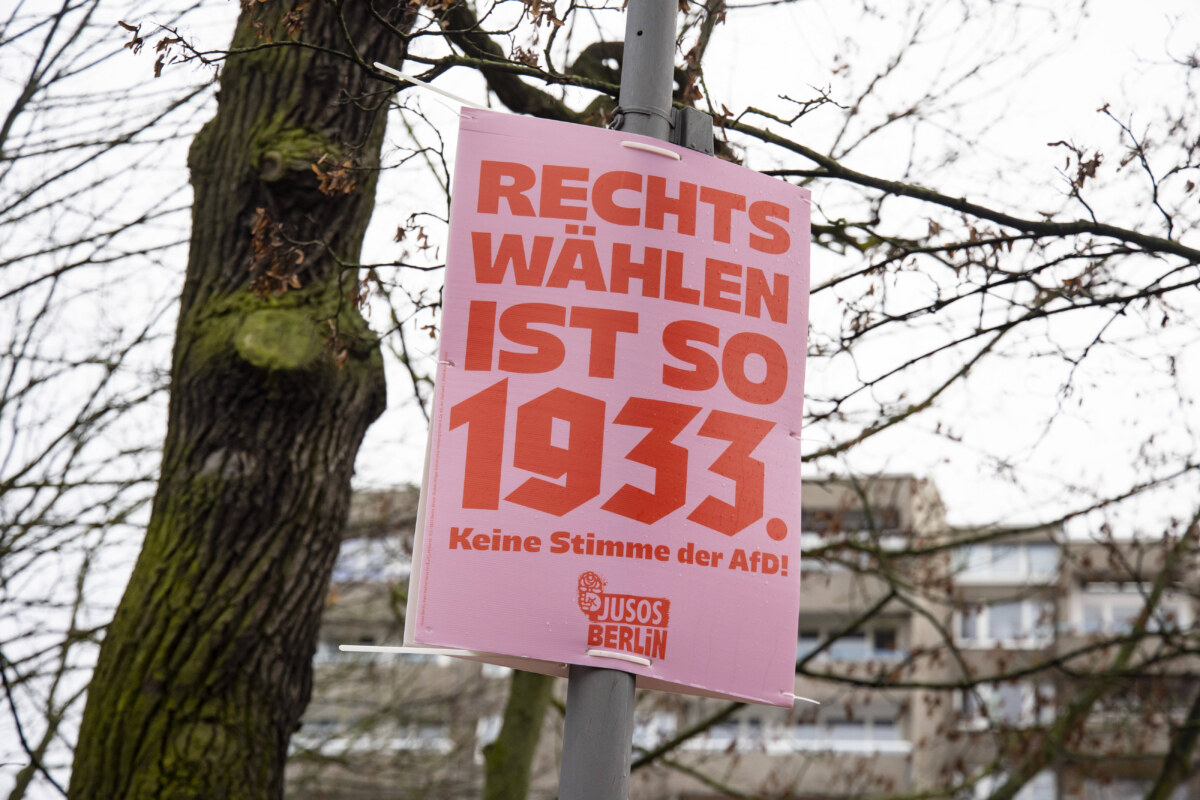 RECHTS
WÄHLEN
IST SO
1933.
Keine Stimme der AfD!
JUSOS
BERLiN